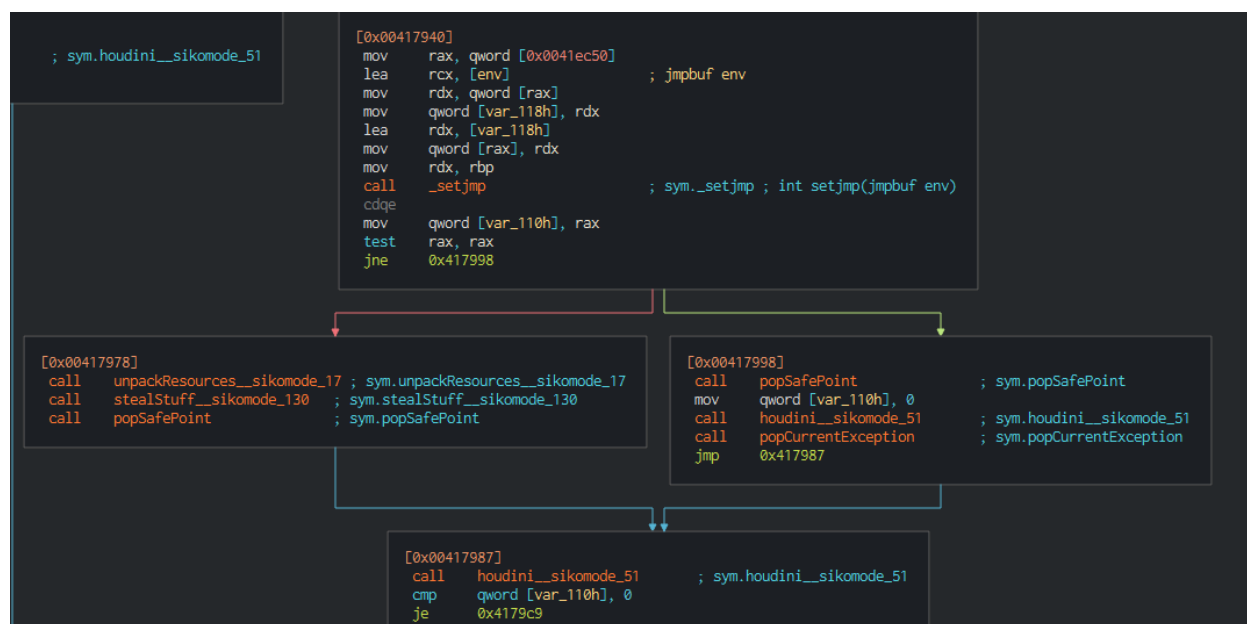 ; sym.houdini__sikomode_51
[0x00417940]
mov rax, qword [0x0041ec50]
lea rcx, [env] ; jmpbuf env
mov rdx, qword [rax]
mov qword [var_118h], rdx
lea rdx, [var_118h]
mov qword [rax], rdx
mov rdx, rbp
call _setjmp ; sym._setjmp ; int setjmp(jmpbuf env)
cdqe
mov qword [var_110h], rax
test rax, rax
jne 0x417998
[0x00417978]
call unpackResources__sikomode_17 ; sym.unpackResources__sikomode_17
call stealStuff__sikomode_130 ; sym.stealStuff__sikomode_130
call popSafePoint ; sym.popSafePoint
[0x00417998]
call popSafePoint ; sym.popSafePoint
mov qword [var_110h], 0
call houdini__sikomode_51 ; sym.houdini__sikomode_51
call popCurrentException ; sym.popCurrentException
jmp 0x417987
[0x00417987]
call houdini__sikomode_51 ; sym.houdini__sikomode_51
cmp qword [var_110h], 0
je 0x4179c9